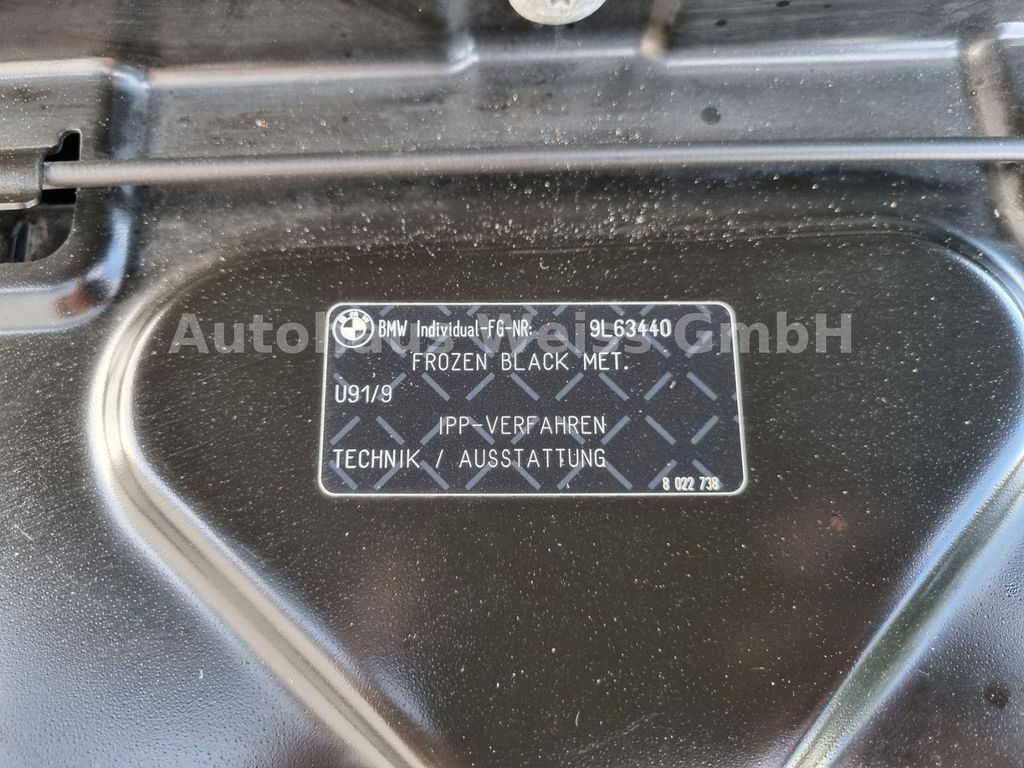 BMW Individual-FG-NR: 9L63440
Autohaus Weiss GmbH
FROZEN BLACK MET.
U91/9
IPP-VERFAHREN
TECHNIK / AUSSTATTUNG
8 022 738